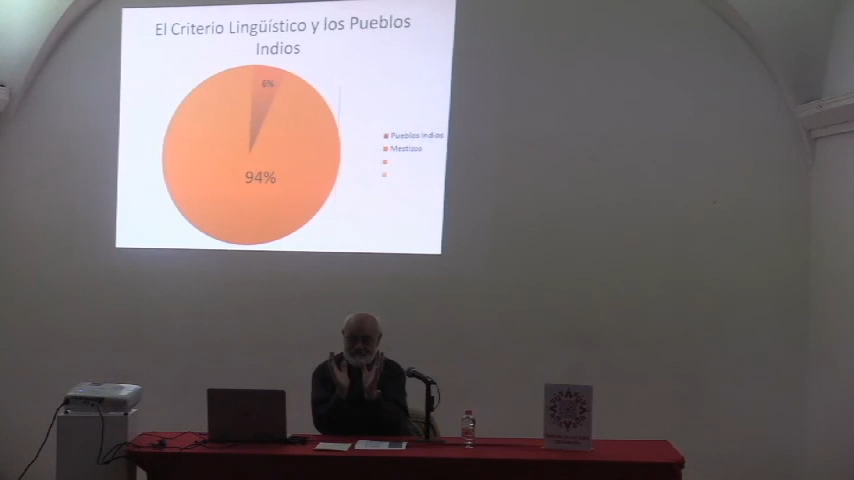 El Criterio Lingüístico y los Pueblos
Indios
6%
94%
Pueblos Indios
Mestizos